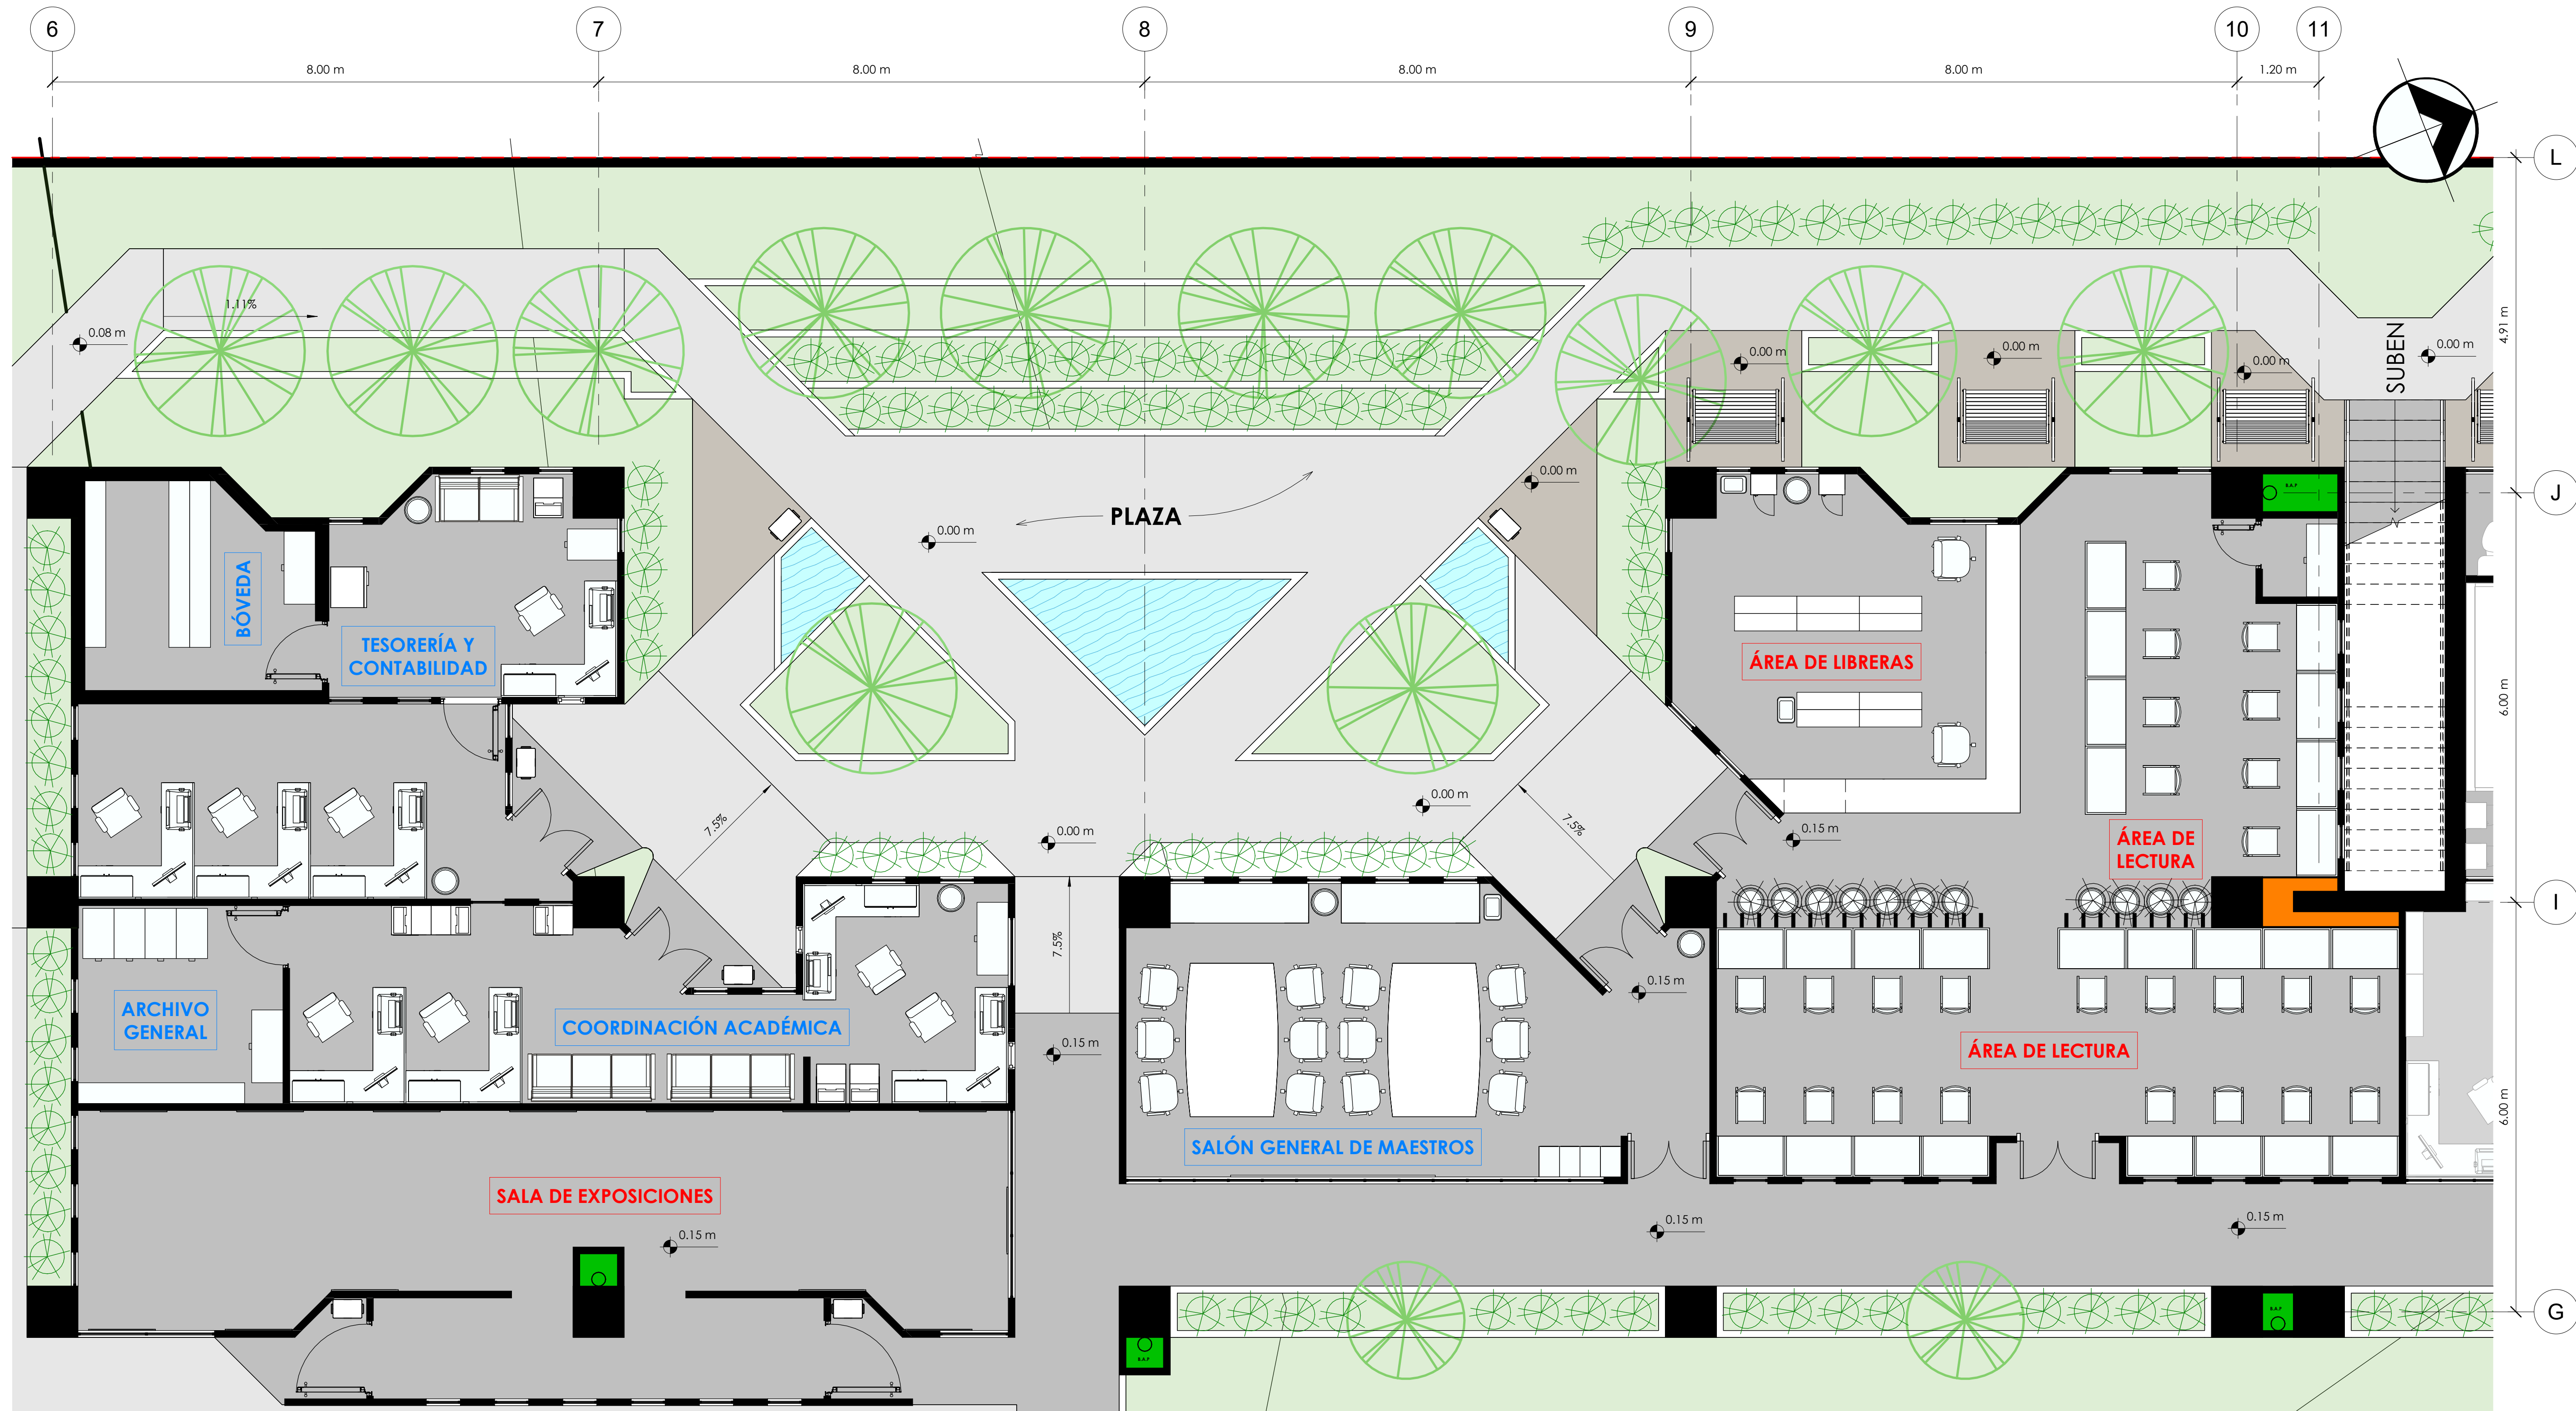 6
7
8
9
10
11
8.00 m
8.00 m
8.00 m
8.00 m
1.20 m
L
1.11%
0.08 m
0.00 m
0.00 m
0.00 m
0.00 m
SUBEN
4.91 m
0.00 m
0.00 m
PLAZA
B.A.P
J
BÓVEDA
TESORERÍA Y
CONTABILIDAD
ÁREA DE LIBRERAS
6.00 m
0.00 m
0.00 m
7.5%
7.5%
0.15 m
ÁREA DE
LECTURA
I
7.5%
0.15 m
ARCHIVO
GENERAL
COORDINACIÓN ACADÉMICA
0.15 m
ÁREA DE LECTURA
6.00 m
SALÓN GENERAL DE MAESTROS
SALA DE EXPOSICIONES
0.15 m
0.15 m
0.15 m
B.A.P
G
B.A.P